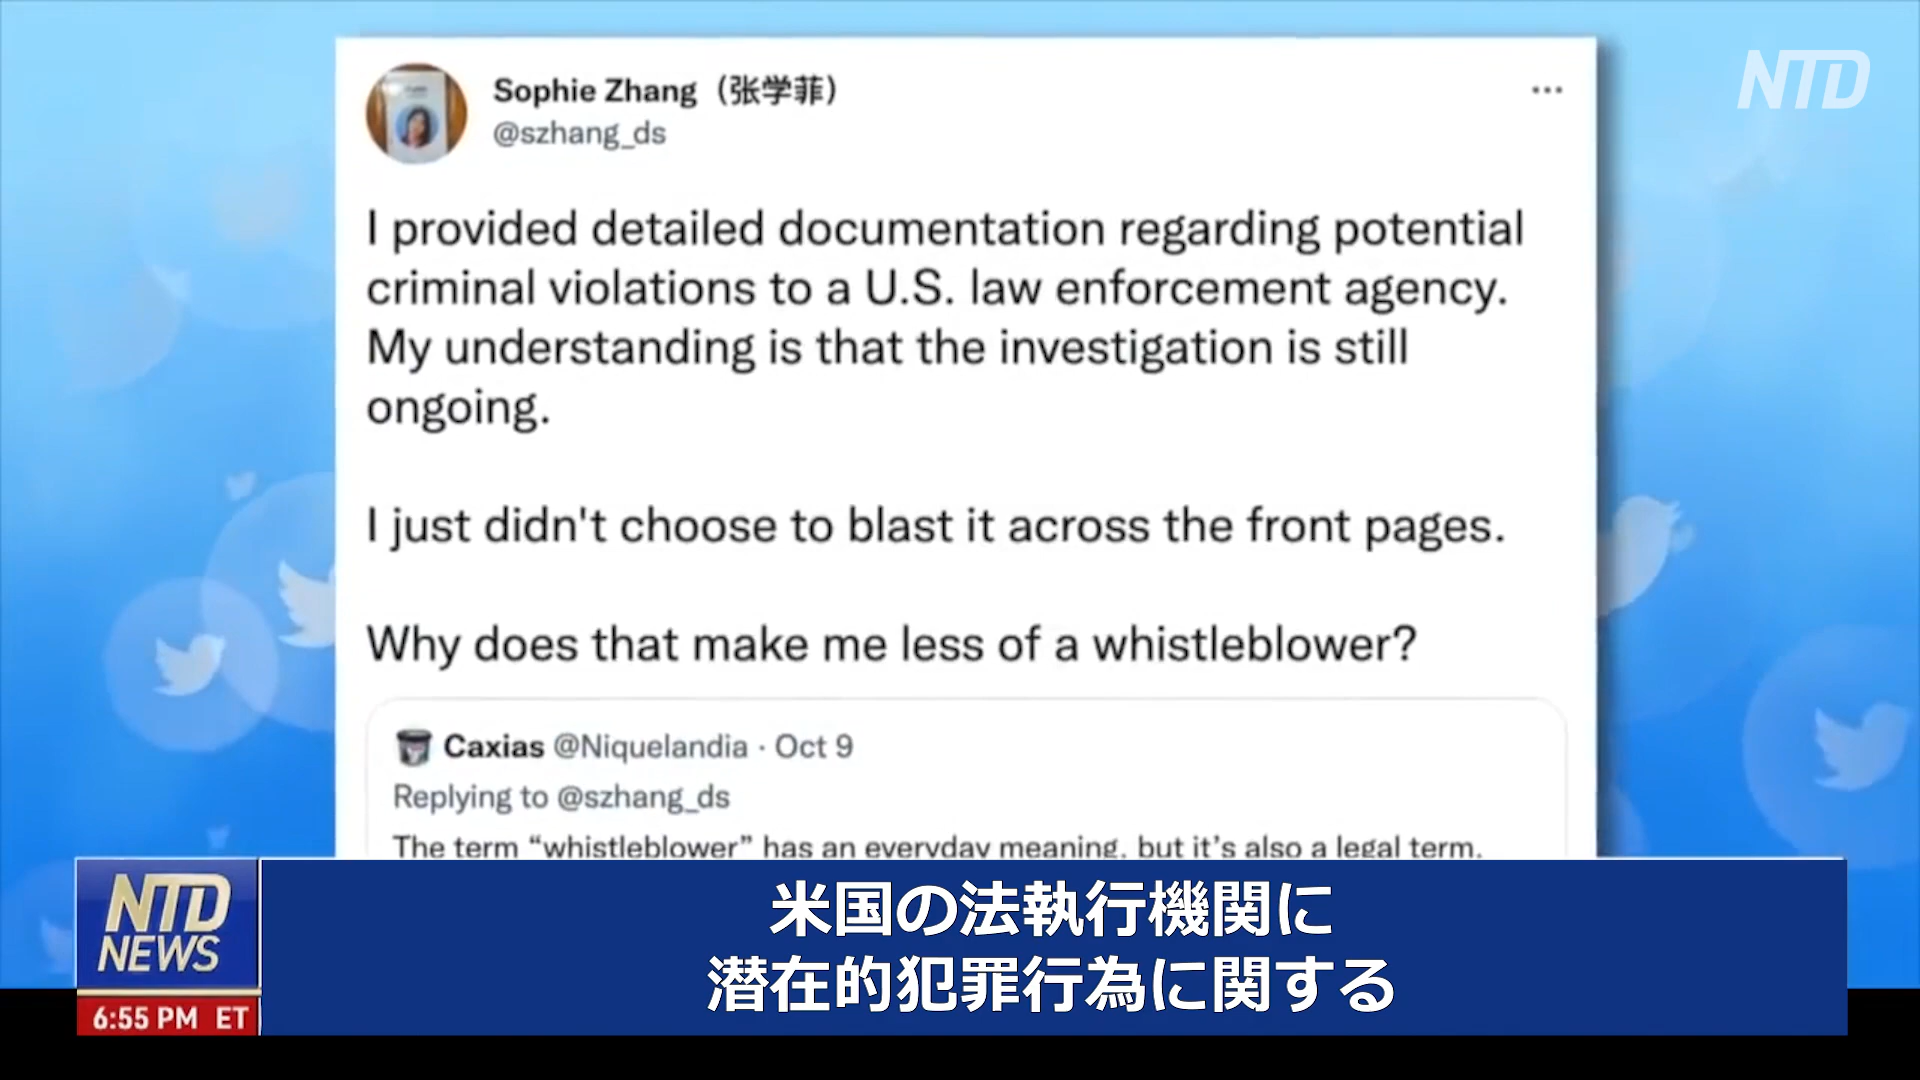 NTD
Sophie Zhang（张学菲）
@szhang_ds
I provided detailed documentation regarding potential
criminal violations to a U.S. law enforcement agency.
My understanding is that the investigation is still
ongoing.
I just didn't choose to blast it across the front pages.
Why does that make me less of a whistleblower?
Caxias @Niquelandia · Oct 9
Replying to @szhang_ds
The term “whistleblower” has an everyday meaning, but it’s also a legal term.
NTD
NEWS
6:55 PM ET
米国の法執行機関に
潜在的犯罪行為に関する